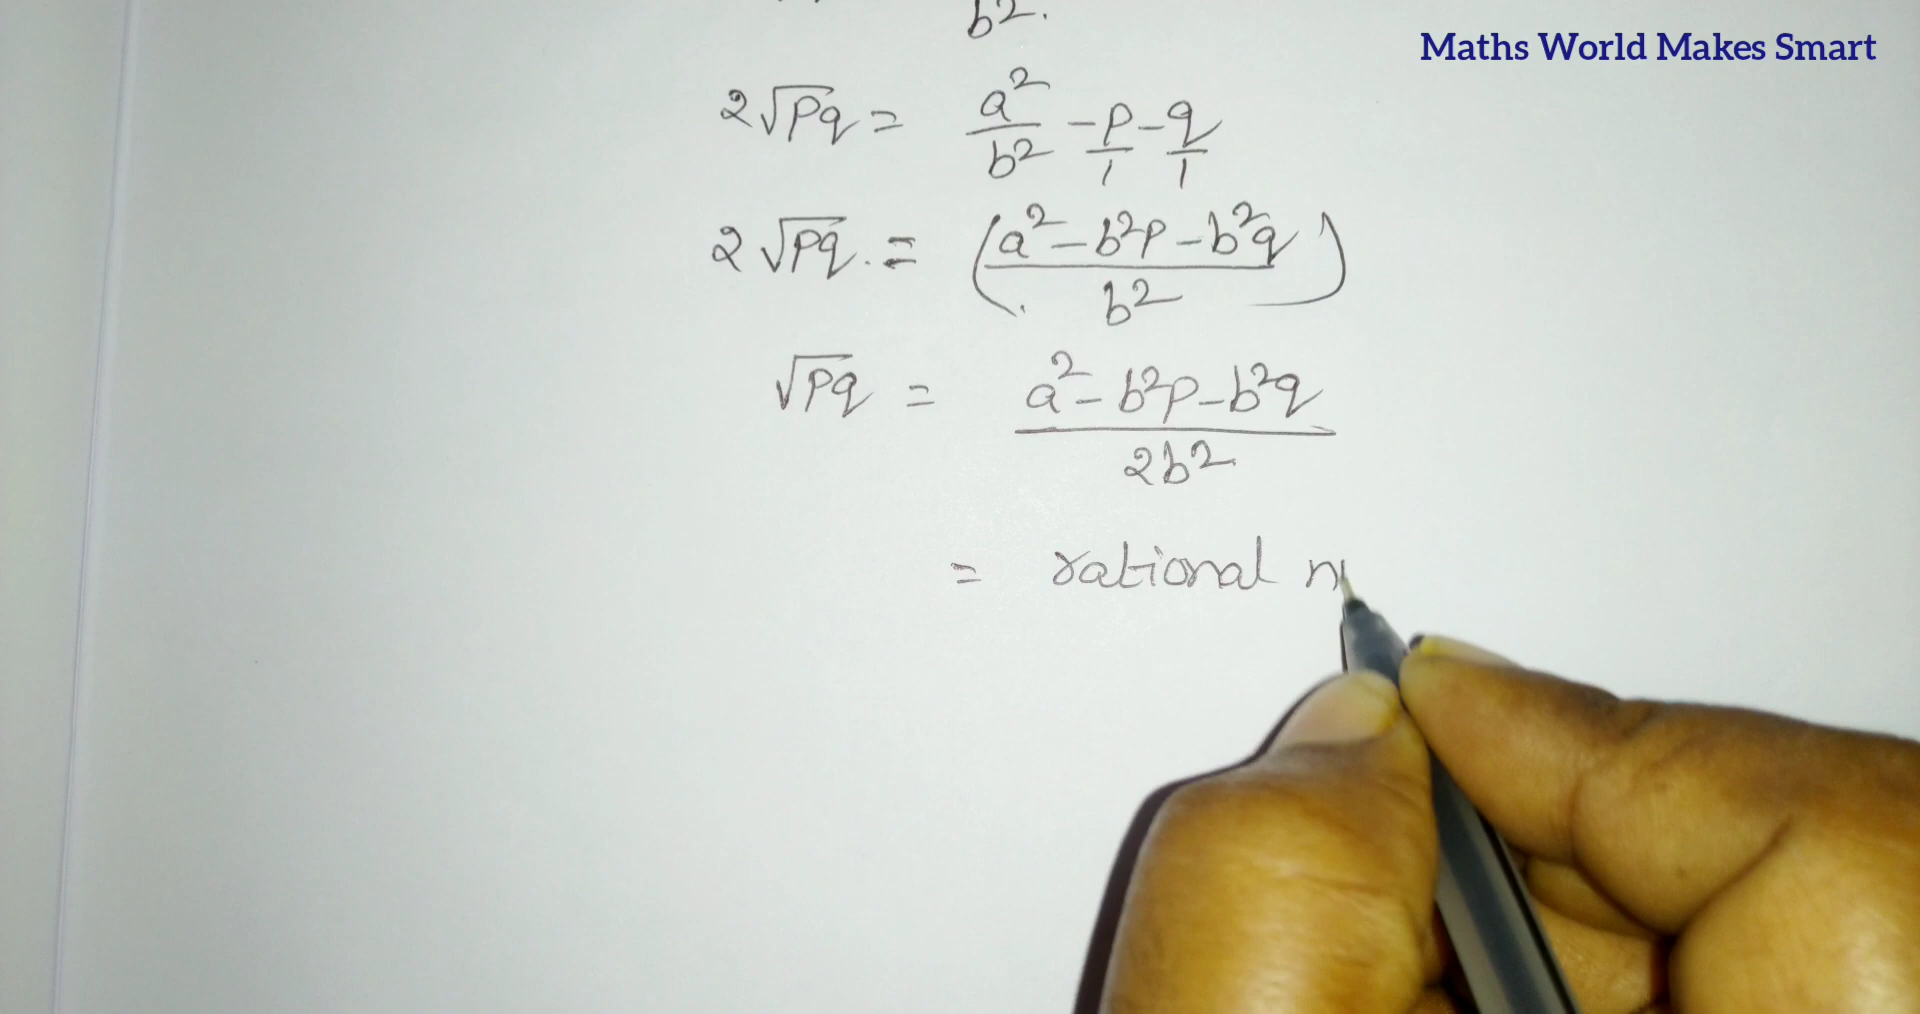 b².
Maths World Makes Smart
2√pq = a²/b² - p/1 - q/1
2√pq. = (a² - b²p - b²q / b²)
√pq = a² - b²p - b²q / 2b²
= rational n